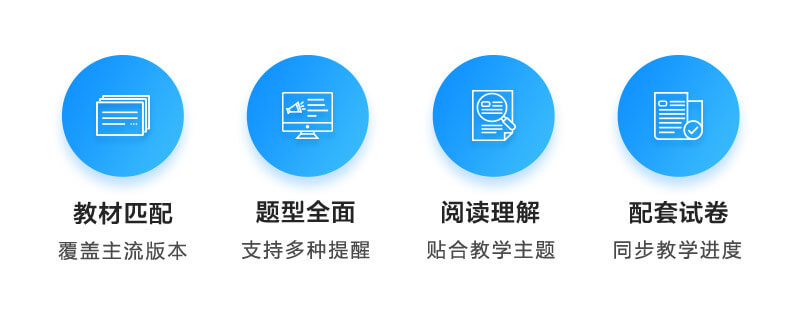 教材匹配
覆盖主流版本
题型全面
支持多种提醒
阅读理解
贴合教学主题
配套试卷
同步教学进度